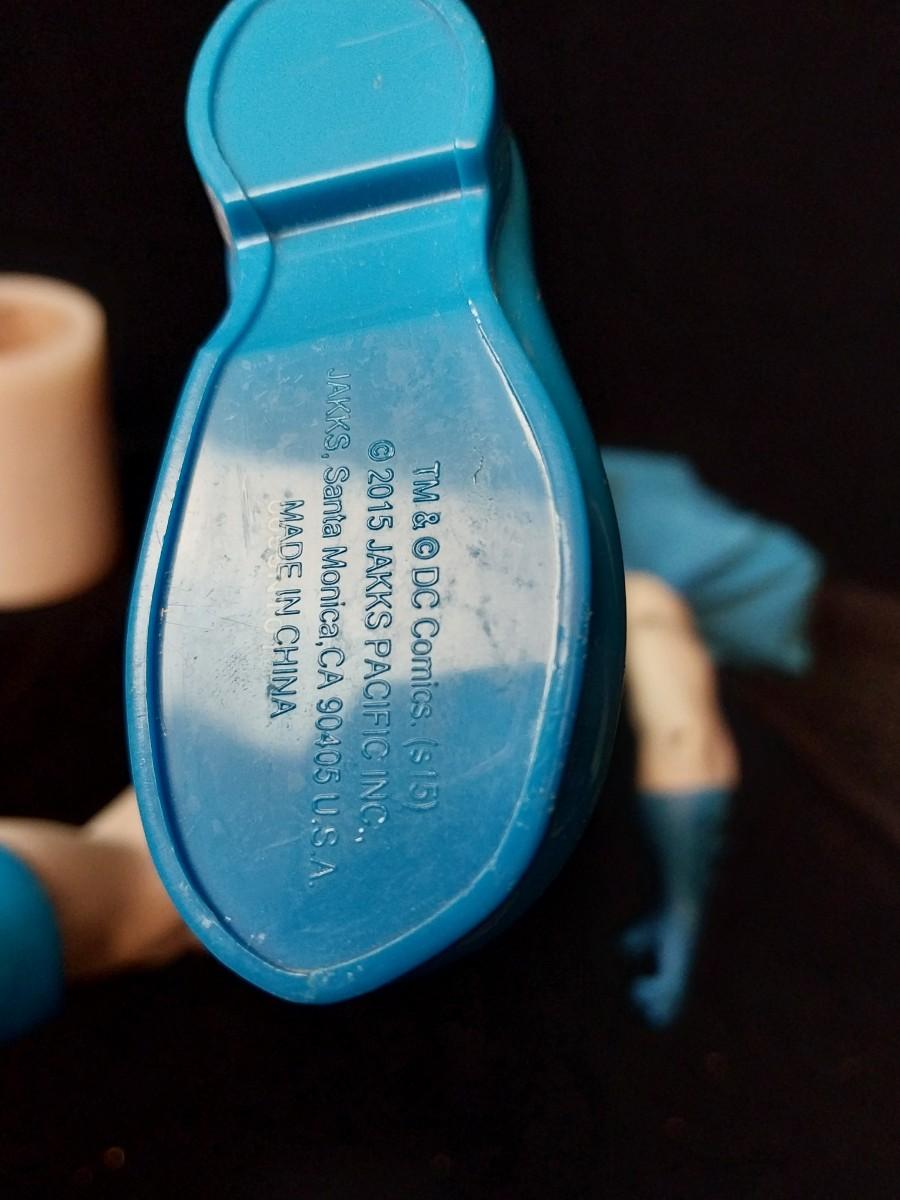 TM & © DC Comics. (s15)
© 2015 JAKKS PACIFIC INC.,
JAKKS, Santa Monica,CA 90405 U.S.A.
MADE IN CHINA